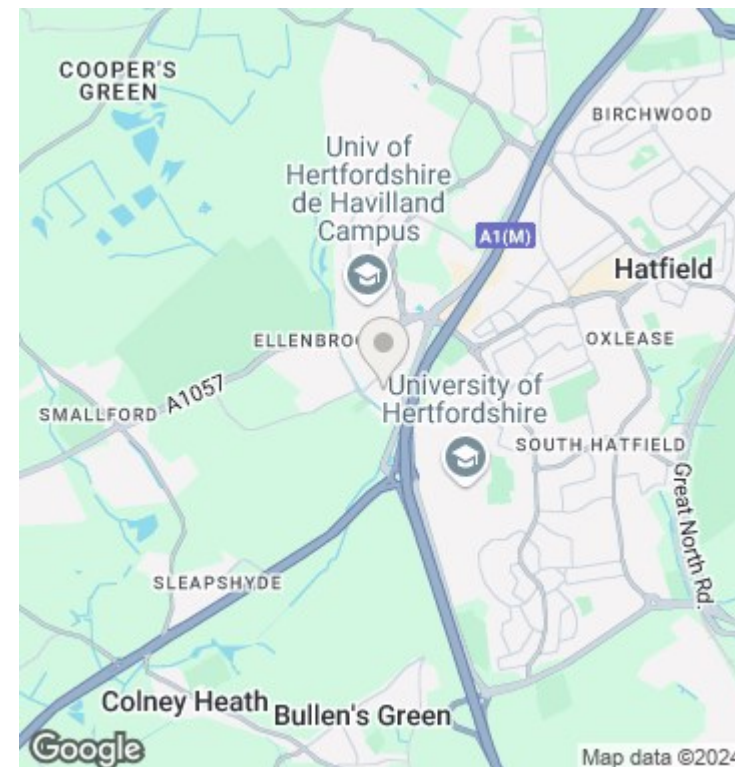 COOPER'S
GREEN
BIRCHWOOD
Univ of
Hertfordshire
de Havilland
Campus
A1(M)
Hatfield
ELLENBRO
OXLEASE
A1057
University of
Hertfordshire
SMALLFORD
SOUTH HATFIELD
Great North Rd.
SLEAPSHYDE
Colney Heath
Bullen's Green
Google
Map data ©2024